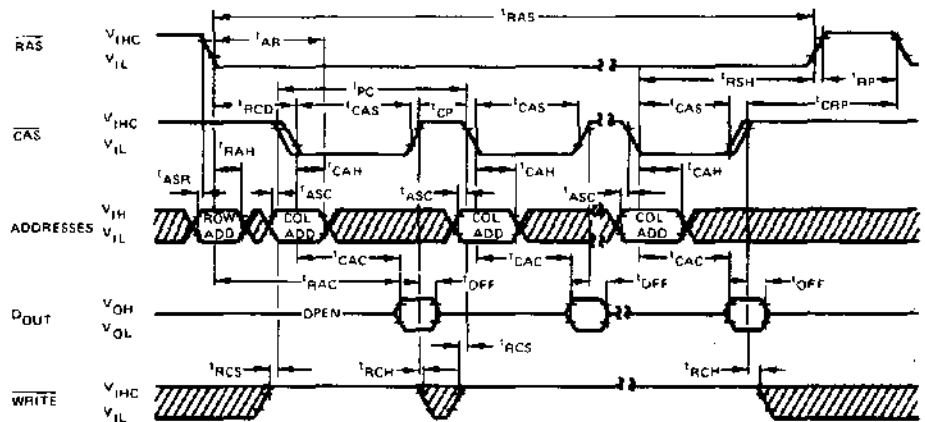 tRAS
RAS
VIHC
VIL
tAR
tRSH
tRP
tPC
tRCD
tCAS
tCP
tCAS
tCAS
tCRP
CAS
VIHC
VIL
tRAH
tCAH
tCAH
tCAH
tASR
tASC
tASC
tASC
ADDRESSES
VIH
VIL
ROW ADD
COL ADD
COL ADD
COL ADD
tCAC
tCAC
tCAC
tRAC
tOFF
tOFF
tOFF
DOUT
VOH
VOL
OPEN
tRCS
tRCS
tRCH
tRCH
WRITE
VIHC
VIL